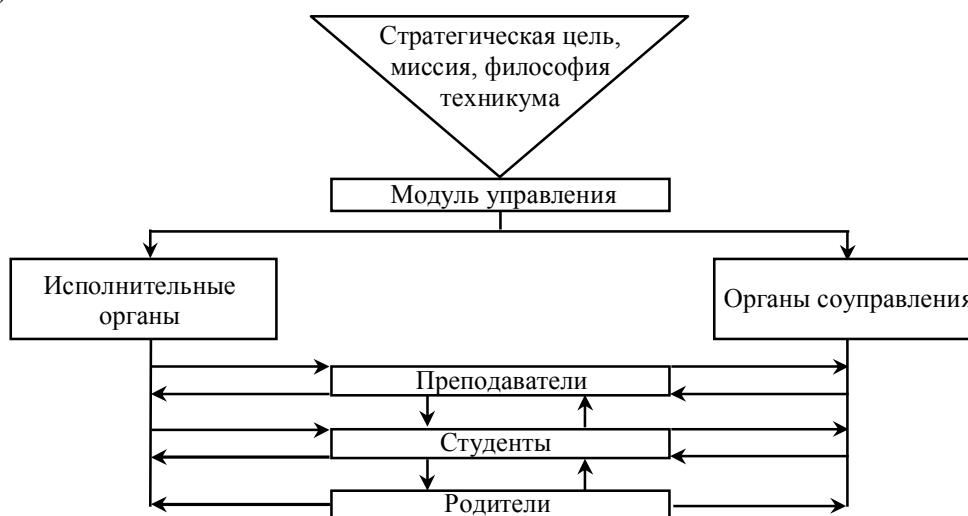 Стратегическая цель,
миссия, философия
техникума
Модуль управления
Исполнительные
органы
Органы соуправления
Преподаватели
Студенты
Родители